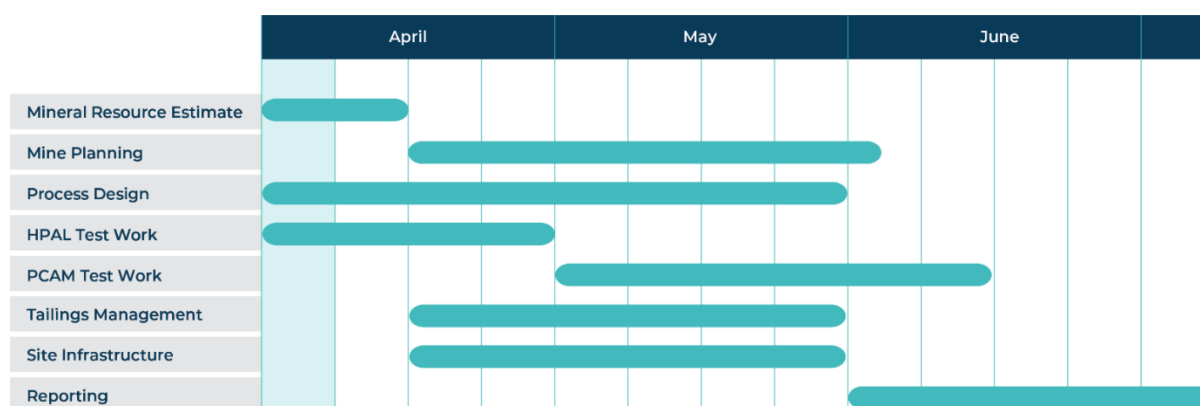 April May June
Mineral Resource Estimate
Mine Planning
Process Design
HPAL Test Work
PCAM Test Work
Tailings Management
Site Infrastructure
Reporting